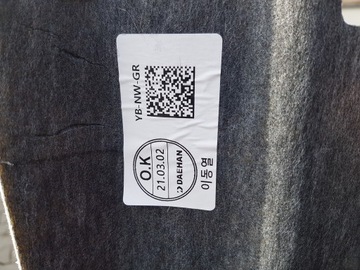 YB-NW-GR
O.K
21.03.02
DAEHAN
이동열